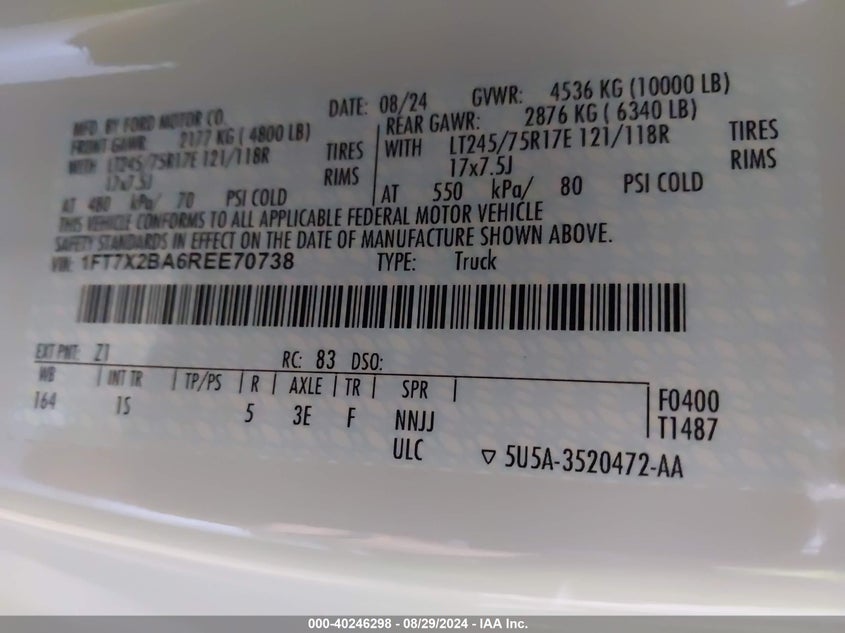 MFD. BY FORD MOTOR CO.
DATE: 08/24 GVWR: 4536 KG (10000 LB)
FRONT GAWR: 2177 KG ( 4800 LB)
REAR GAWR: 2876 KG ( 6340 LB)
WITH LT245/75R17E 121/118R TIRES
WITH LT245/75R17E 121/118R TIRES
17x7.5J RIMS
17x7.5J RIMS
AT 480 kPa/ 70 PSI COLD
AT 550 kPa/ 80 PSI COLD
THIS VEHICLE CONFORMS TO ALL APPLICABLE FEDERAL MOTOR VEHICLE
SAFETY STANDARDS IN EFFECT ON THE DATE OF MANUFACTURE SHOWN ABOVE.
VIN: 1FT7X2BA6REE70738 TYPE: Truck
EXT PNT: Z1 RC: 83 DSO:
WB INT TR TP/PS R AXLE TR SPR
164 1S 5 3E F NNJJ
ULC
F0400
T1487
5U5A-3520472-AA
000-40246298 - 08/29/2024 - IAA Inc.